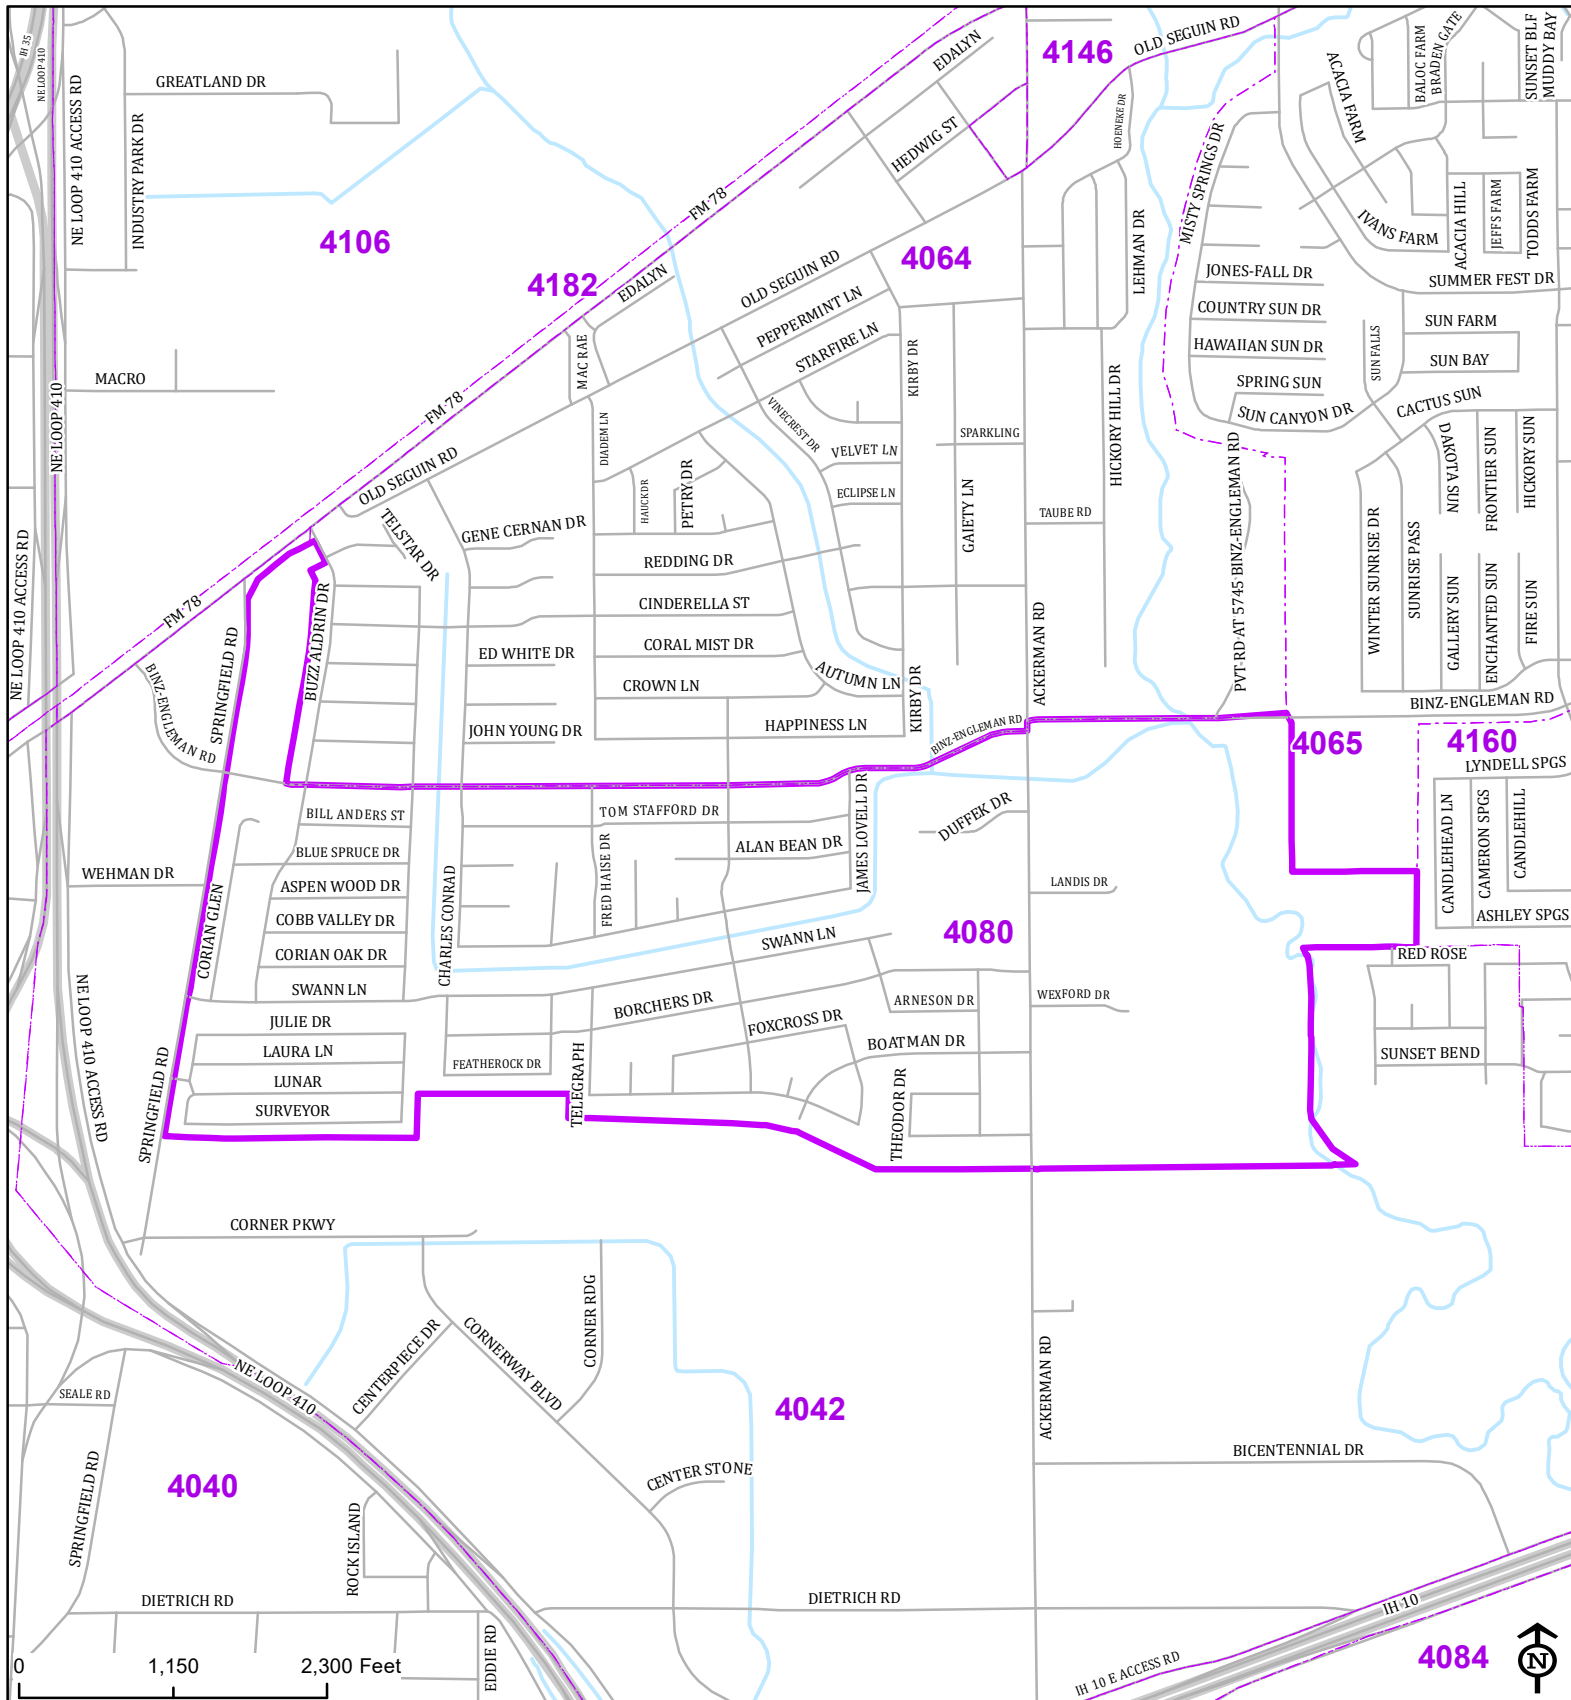 IH 35
NE LOOP 410
NE LOOP 410 ACCESS RD
GREATLAND DR
INDUSTRY PARK DR
EDALYN
4146
OLD SEGUIN RD
BALOC FARM
BRADEN GATE
SUNSET BLF
MUDDY BAY
ACACIA FARM
HEDWIG ST
HOENEKE DR
MISTY SPRINGS DR
FM 78
4106
4182
EDALYN
OLD SEGUIN RD
4064
LEHMAN DR
IVANS FARM
ACACIA HILL
JEFFS FARM
TODDS FARM
JONES-FALL DR
SUMMER FEST DR
PEPPERMINT LN
STARFIRE LN
COUNTRY SUN DR
SUN FARM
HAWAIIAN SUN DR
SUN FALLS
SUN BAY
MACRO
MAC RAE
KIRBY DR
SPRING SUN
SUN CANYON DR
CACTUS SUN
FM 78
NE LOOP 410
DIADEM LN
VINECREST DR
HICKORY HILL DR
SPARKLING
VELVET LN
OLD SEGUIN RD
PVT RD AT 5745 BINZ-ENGLEMAN RD
DAKOTA SUN
FRONTIER SUN
HICKORY SUN
HAUCK DR
PETRY DR
ECLIPSE LN
GAIETY LN
TAUBE RD
TELSTAR DR
GENE CERNAN DR
WINTER SUNRISE DR
SUNRISE PASS
NE LOOP 410 ACCESS RD
REDDING DR
FM 78
BUZZ ALDRIN DR
CINDERELLA ST
GALLERY SUN
ENCHANTED SUN
FIRE SUN
SPRINGFIELD RD
ED WHITE DR
CORAL MIST DR
ACKERMAN RD
BINZ-ENGLEMAN RD
CROWN LN
AUTUMN LN
KIRBY DR
BINZ-ENGLEMAN RD
JOHN YOUNG DR
HAPPINESS LN
BINZ-ENGLEMAN RD
4065
4160
LYNDELL SPGS
BILL ANDERS ST
TOM STAFFORD DR
JAMES LOVELL DR
DUFFEK DR
CANDLEHEAD LN
CAMERON SPGS
CANDLEHILL
BLUE SPRUCE DR
FRED HAISE DR
ALAN BEAN DR
WEHMAN DR
ASPEN WOOD DR
LANDIS DR
CORIAN GLEN
COBB VALLEY DR
CHARLES CONRAD
SWANN LN
4080
ASHLEY SPGS
CORIAN OAK DR
RED ROSE
SWANN LN
BORCHERS DR
ARNESON DR
WEXFORD DR
NE LOOP 410 ACCESS RD
JULIE DR
FOXCROSS DR
BOATMAN DR
LAURA LN
FEATHEROCK DR
SUNSET BEND
LUNAR
TELEGRAPH
THEODOR DR
SURVEYOR
SPRINGFIELD RD
CORNER PKWY
CENTERPIECE DR
CORNERWAY BLVD
CORNER RDG
ACKERMAN RD
SEALE RD
NE LOOP 410
4042
BICENTENNIAL DR
CENTER STONE
4040
SPRINGFIELD RD
ROCK ISLAND
DIETRICH RD
DIETRICH RD
IH 10
EDDIE RD
4084
N
IH 10 E ACCESS RD
0
1,150
2,300 Feet